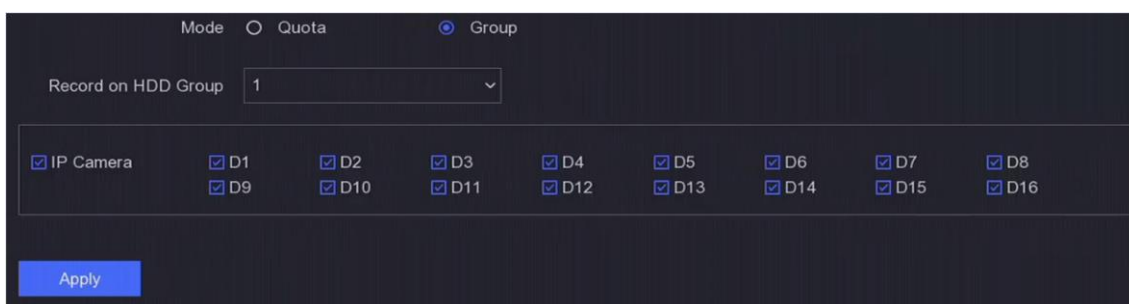 Mode Quota Group
Record on HDD Group 1
IP Camera D1 D2 D3 D4 D5 D6 D7 D8
D9 D10 D11 D12 D13 D14 D15 D16
Apply